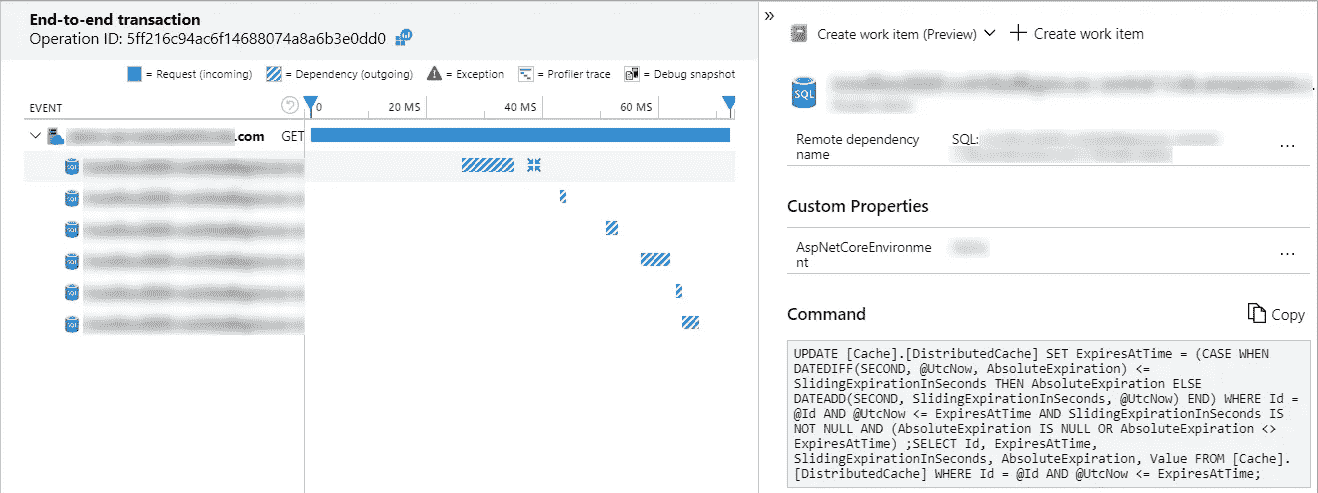 End-to-end transaction
Operation ID: 5ff216c94ac6f14688074a8a6b3e0dd0
= Request (incoming) = Dependency (outgoing) = Exception = Profiler trace = Debug snapshot
EVENT 0 20 MS 40 MS 60 MS
.com GET
SQL
SQL
SQL
SQL
SQL
SQL
»
Create work item (Preview) + Create work item
SQL
Remote dependency
name
SQL:
...
Custom Properties
AspNetCoreEnvironme
nt
...
Command
Copy
UPDATE [Cache].[DistributedCache] SET ExpiresAtTime = (CASE WHEN
DATEDIFF(SECOND, @UtcNow, AbsoluteExpiration) <=
SlidingExpirationInSeconds THEN AbsoluteExpiration ELSE
DATEADD(SECOND, SlidingExpirationInSeconds, @UtcNow) END) WHERE Id =
@Id AND @UtcNow <= ExpiresAtTime AND SlidingExpirationInSeconds IS
NOT NULL AND (AbsoluteExpiration IS NULL OR AbsoluteExpiration <>
ExpiresAtTime) ;SELECT Id, ExpiresAtTime,
SlidingExpirationInSeconds, AbsoluteExpiration, Value FROM [Cache].
[DistributedCache] WHERE Id = @Id AND @UtcNow <= ExpiresAtTime;